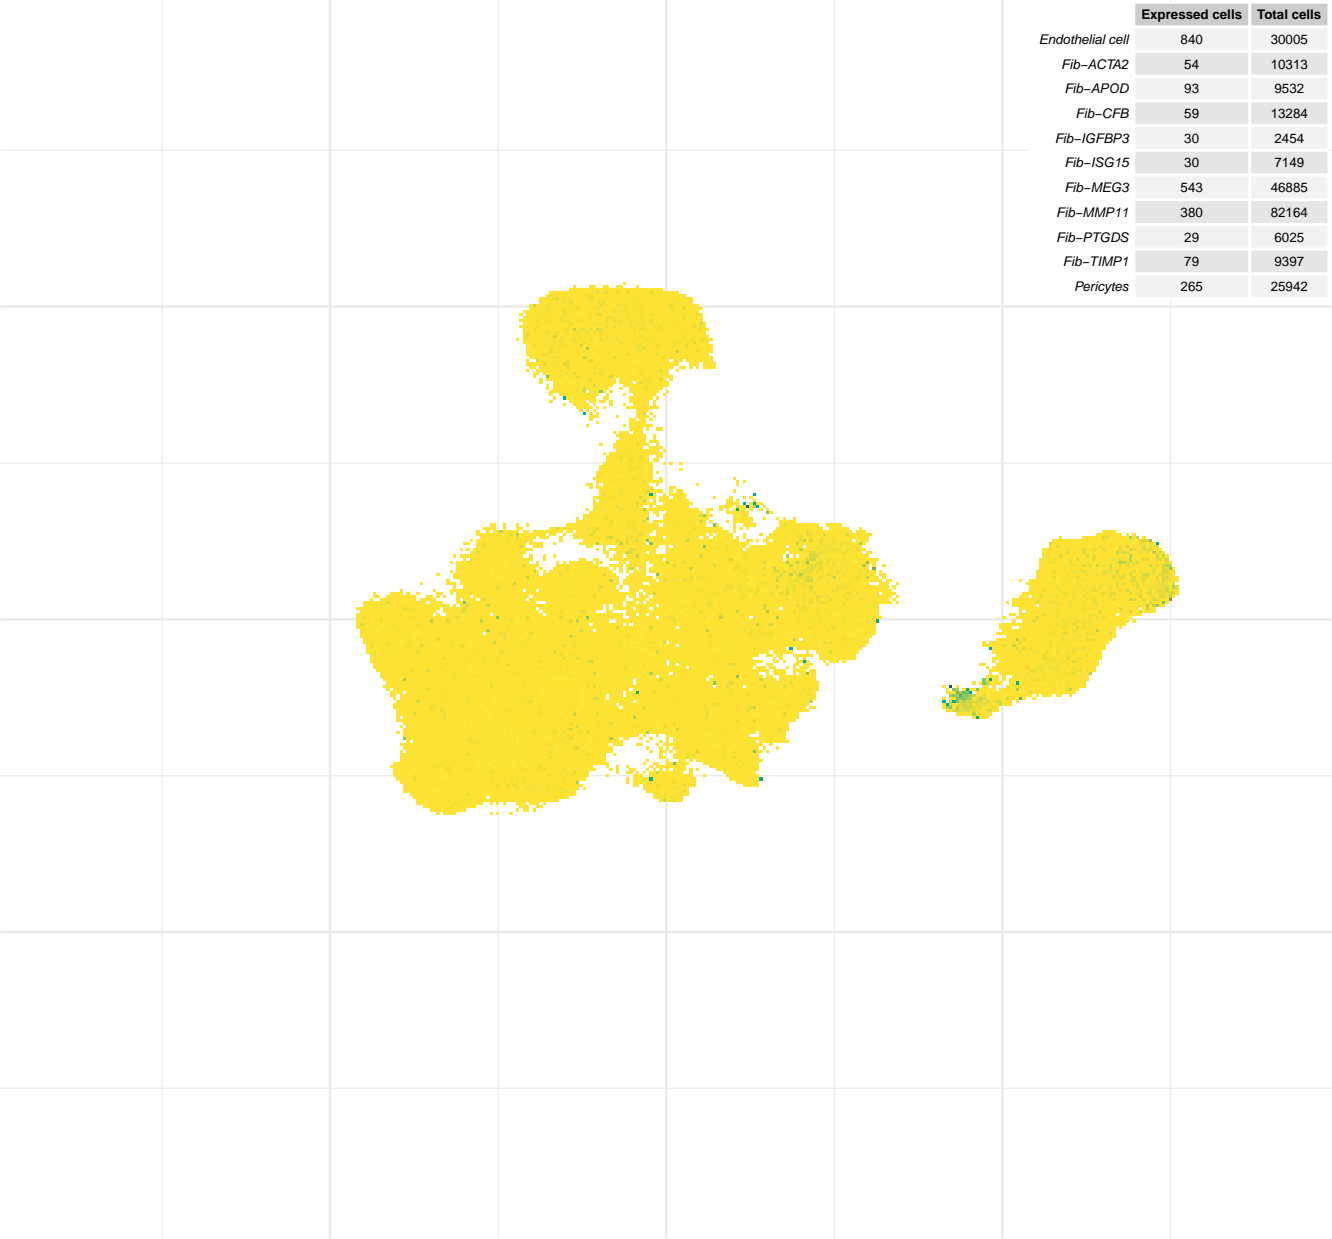 Expressed cells Total cells
Endothelial cell 840 30005
Fib−ACTA2 54 10313
Fib−APOD 93 9532
Fib−CFB 59 13284
Fib−IGFBP3 30 2454
Fib−ISG15 30 7149
Fib−MEG3 543 46885
Fib−MMP11 380 82164
Fib−PTGDS 29 6025
Fib−TIMP1 79 9397
Pericytes 265 25942